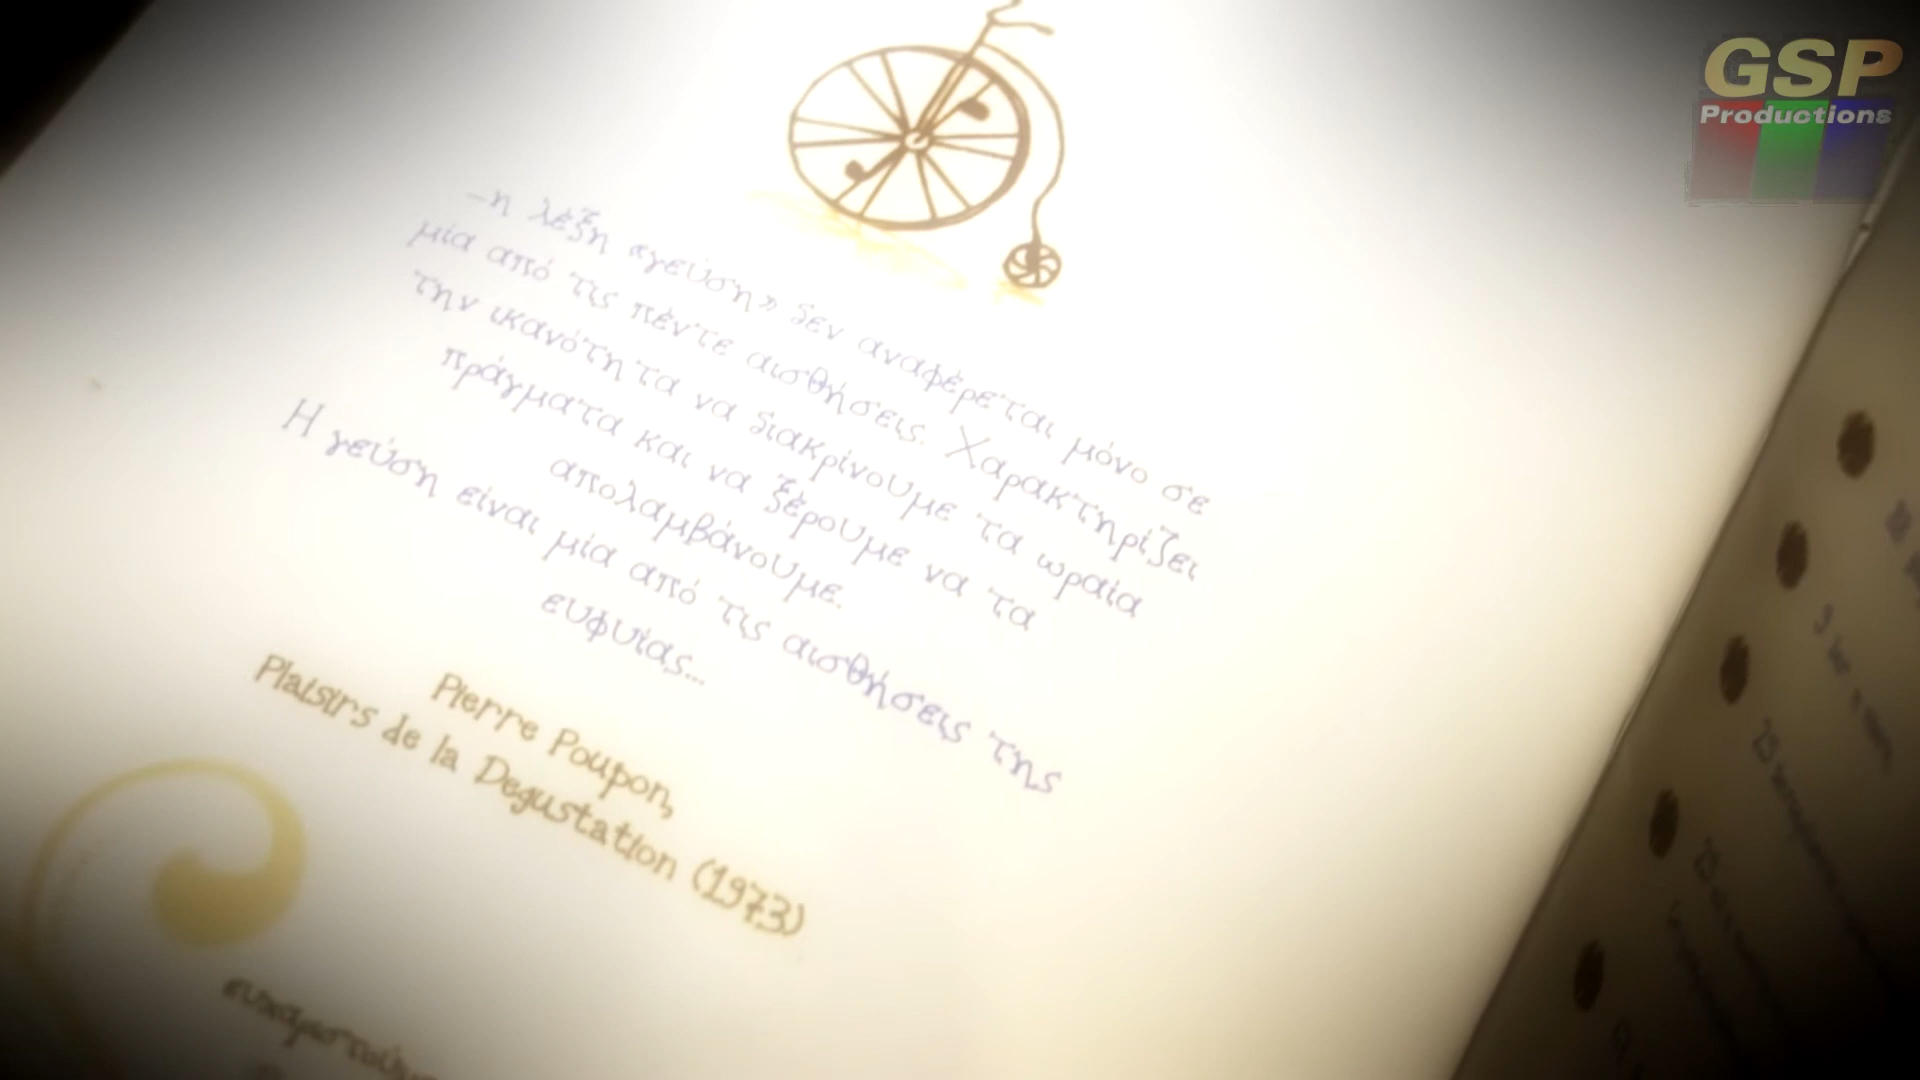 GSP
Productions
–η λέξη «γεύση» δεν αναφέρεται μόνο σε
μία από τις πέντε αισθήσεις. Χαρακτηρίζει
την ικανότητα να διακρίνουμε τα ωραία
πράγματα και να ξέρουμε να τα
απολαμβάνουμε.
Η γεύση είναι μία από τις αισθήσεις της
ευφυίας...
Pierre Poupon,
Plaisirs de la Degustation (1973)